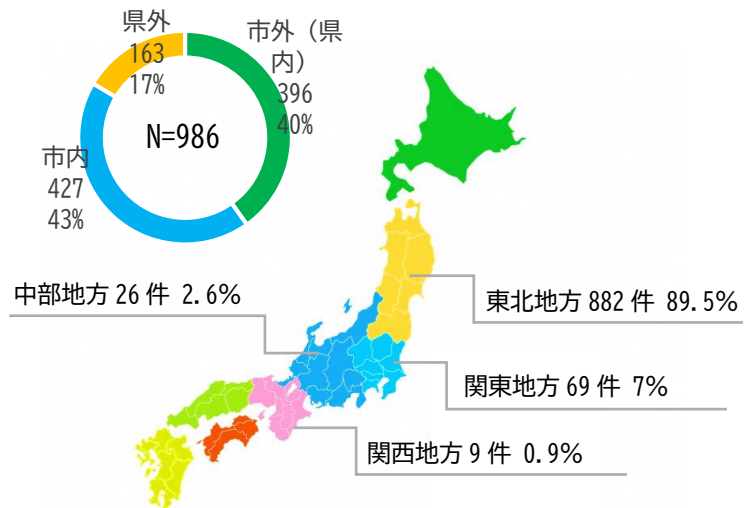 県外
163
17%
市外（県
内）
396
40%
N=986
市内
427
43%
中部地方 26 件 2.6%
東北地方 882 件 89.5%
関東地方 69 件 7%
関西地方 9 件 0.9%